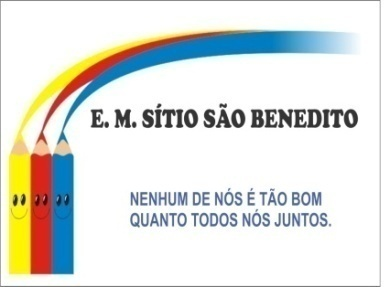 E. M. SÍTIO SÃO BENEDITO
NENHUM DE NÓS É TÃO BOM
QUANTO TODOS NÓS JUNTOS.